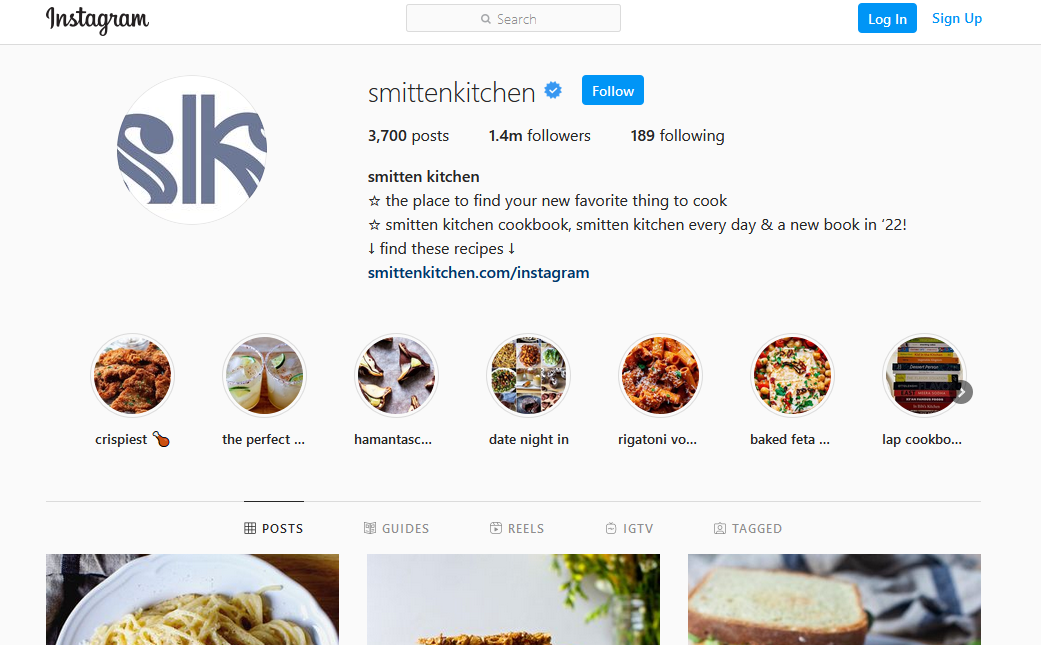 Instagram
Search
Log In
Sign Up
slk
smittenkitchen
Follow
3,700 posts 1.4m followers 189 following
smitten kitchen
☆ the place to find your new favorite thing to cook
☆ smitten kitchen cookbook, smitten kitchen every day & a new book in ‘22!
↓ find these recipes ↓
smittenkitchen.com/instagram
crispiest 🍗
the perfect ...
hamantasc...
date night in
rigatoni vo...
baked feta ...
lap cookbo...
POSTS
GUIDES
REELS
IGTV
TAGGED